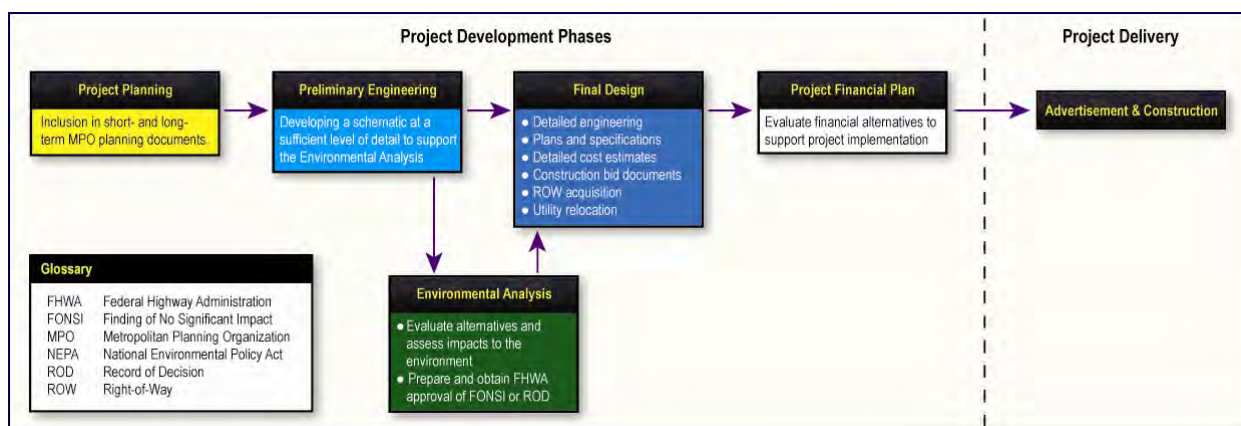 Project Development Phases
Project Delivery
Project Planning
Inclusion in short- and long-
term MPO planning documents
Preliminary Engineering
Developing a schematic at a
sufficient level of detail to support
the Environmental Analysis
Final Design
● Detailed engineering
● Plans and specifications
● Detailed cost estimates
● Construction bid documents
● ROW acquisition
● Utility relocation
Project Financial Plan
Evaluate financial alternatives to
support project implementation
Advertisement & Construction
Environmental Analysis
● Evaluate alternatives and
assess impacts to the
environment
● Prepare and obtain FHWA
approval of FONSI or ROD
Glossary
FHWA Federal Highway Administration
FONSI Finding of No Significant Impact
MPO Metropolitan Planning Organization
NEPA National Environmental Policy Act
ROD Record of Decision
ROW Right-of-Way